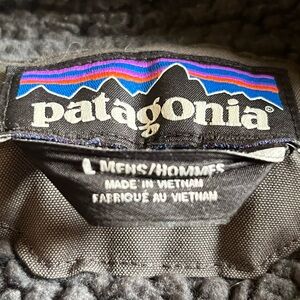 patagonia®
L MENS/HOMMES
MADE IN VIETNAM
FABRIQUÉ AU VIETNAM